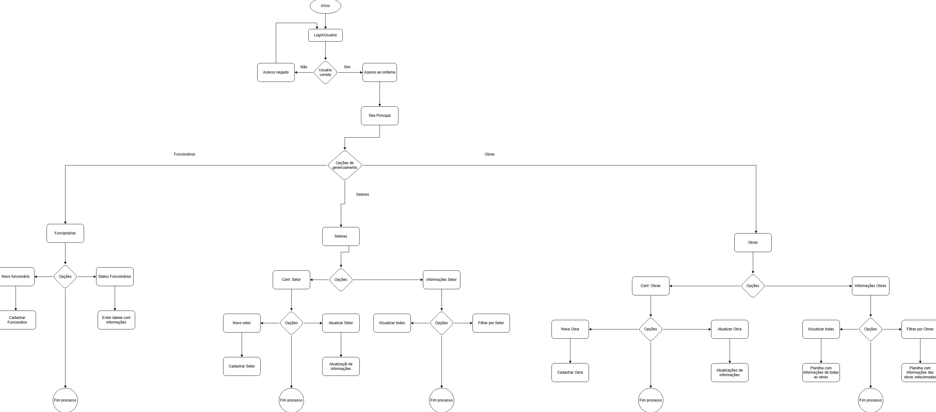 Início
Login/Usuário
Usuário
correto
Não
Sim
Acesso negado
Acesso ao sistema
Tela Principal
Opções de
gerenciamento
Funcionários
Obras
Setores
Funcionários
Setores
Obras
Novo funcionário
Opções
Status Funcionários
Conf. Setor
Opções
Informações Setor
Conf. Obras
Opções
Informações Obras
Cadastrar
Funcionário
Exibir tabela com
informações
Novo setor
Opções
Atualizar Setor
Vizualizar todas
Opções
Filtrar por Setor
Nova Obra
Opções
Atualizar Obra
Vizualizar todas
Opções
Filtrar por Obras
Cadastrar Setor
Atualização de
informações
Cadastrar Obra
Atualizações de
informações
Planilha com
informações de todas
as obras
Planilha com
informações das
obras selecionadas
Fim processo
Fim processo
Fim processo
Fim processo
Fim processo